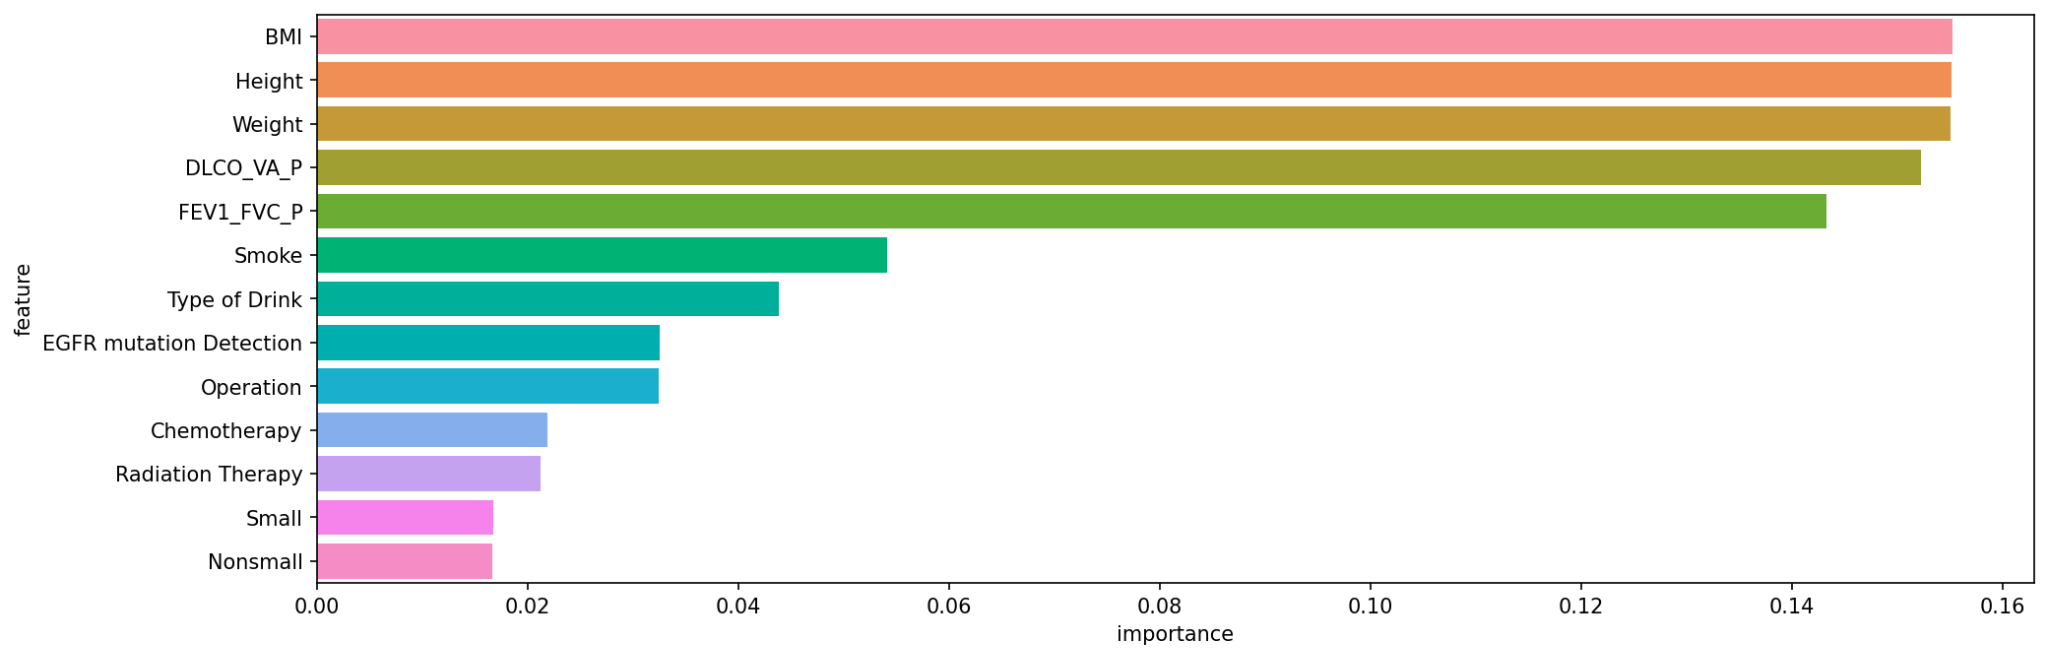 BMI
Height
Weight
DLCO_VA_P
FEV1_FVC_P
Smoke
Type of Drink
EGFR mutation Detection
Operation
Chemotherapy
Radiation Therapy
Small
Nonsmall
feature
0.00 0.02 0.04 0.06 0.08 0.10 0.12 0.14 0.16
importance